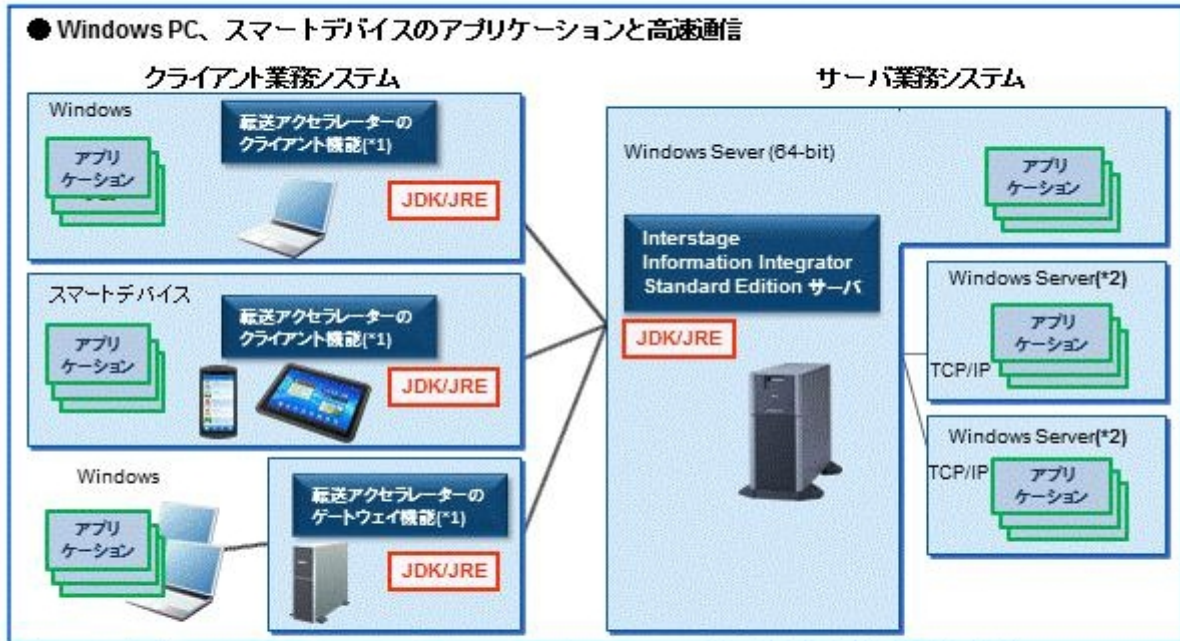 ● Windows PC、スマートデバイスのアプリケーションと高速通信
クライアント業務システム
Windows
アプリ
ケーション
転送アクセラレーターの
クライアント機能(*1)
JDK/JRE
スマートデバイス
アプリ
ケーション
転送アクセラレーターの
クライアント機能(*1)
JDK/JRE
Windows
アプリ
ケーション
転送アクセラレーターの
ゲートウェイ機能(*1)
JDK/JRE
サーバ業務システム
Windows Sever (64-bit)
アプリ
ケーション
Interstage
Information Integrator
Standard Edition サーバ
JDK/JRE
Windows Server(*2)
アプリ
ケーション
TCP/IP
Windows Server(*2)
TCP/IP
アプリ
ケーション